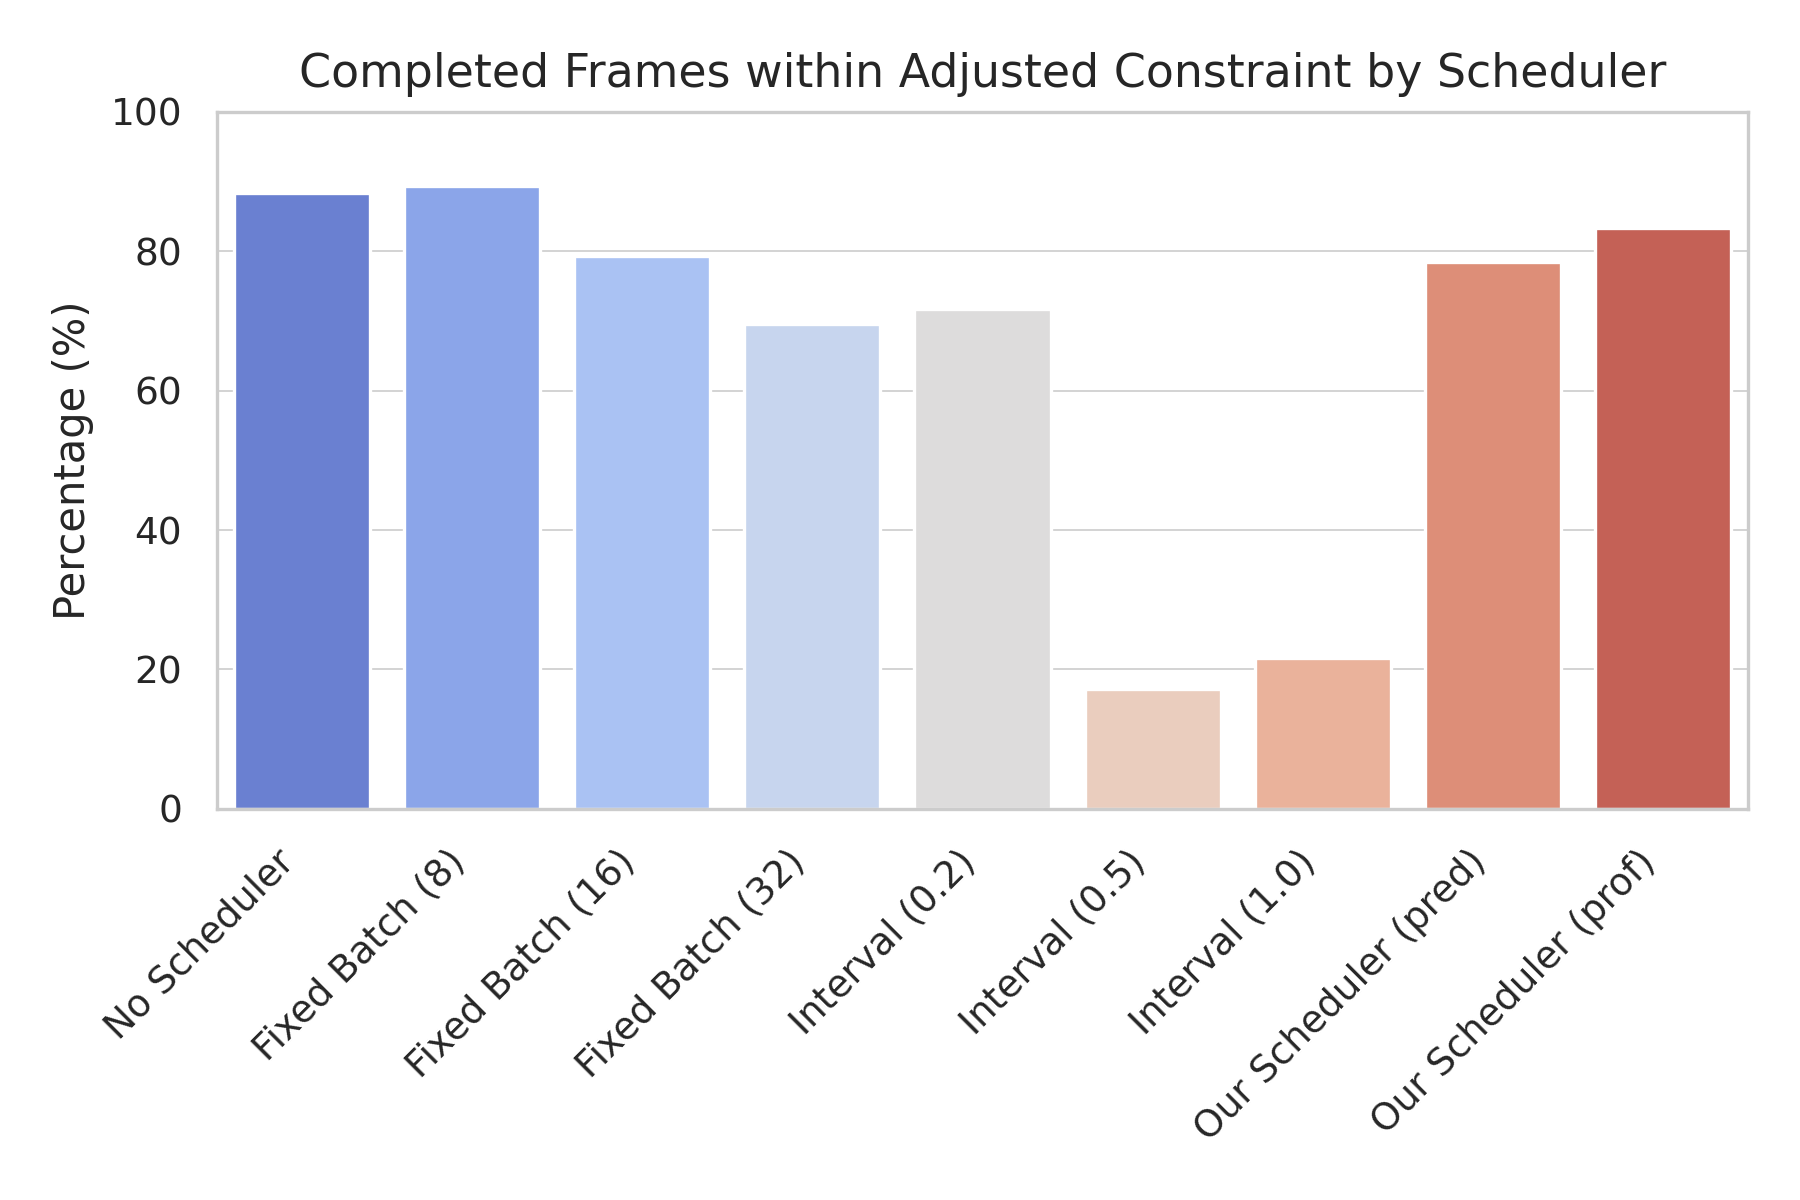 Completed Frames within Adjusted Constraint by Scheduler
Percentage (%)
100
80
60
40
20
0
No Scheduler
Fixed Batch (8)
Fixed Batch (16)
Fixed Batch (32)
Interval (0.2)
Interval (0.5)
Interval (1.0)
Our Scheduler (pred)
Our Scheduler (prof)